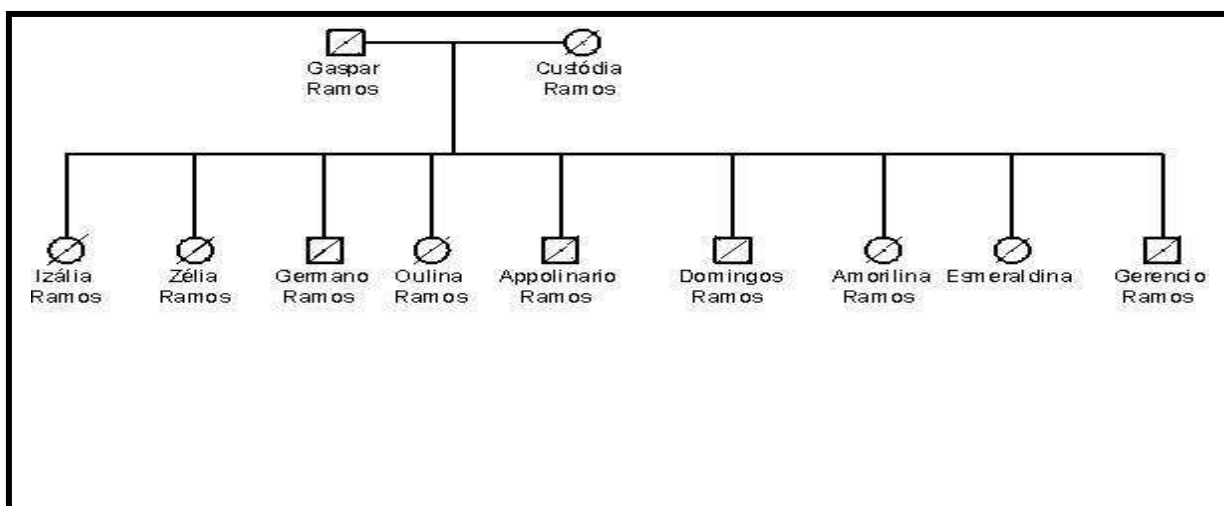 Gaspar
Ramos
Custódia
Ramos
Izália
Ramos
Zélia
Ramos
Germano
Ramos
Oulina
Ramos
Appolinario
Ramos
Domingos
Ramos
Amorilina
Ramos
Esmeraldina
Gerencio
Ramos